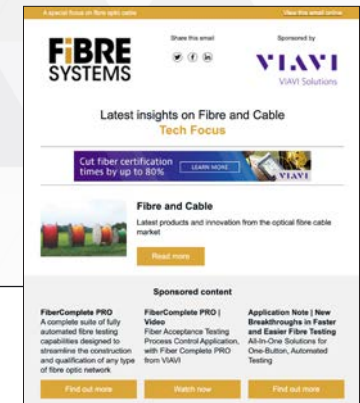 A special focus on fibre optic cable
View this email online
FiBRE
SYSTEMS
Share this email
Sponsored by
VIAVI
VIAVI Solutions
Latest insights on Fibre and Cable
Tech Focus
Cut fiber certification
times by up to 80%
LEARN MORE
VIAVI
Fibre and Cable
Latest products and innovation from the optical fibre cable
market
Read more
Sponsored content
FiberComplete PRO
A complete suite of fully
automated fibre testing
capabilities designed to
streamline the construction
and qualification of any type
of fibre optic network
Find out more
FiberComplete PRO |
Video
Fiber Acceptance Testing
Process Control Application,
with Fiber Complete PRO
from VIAVI
Watch now
Application Note | New
Breakthroughs in Faster
and Easier Fibre Testing
All-In-One Solutions for
One-Button, Automated
Testing
Find out more